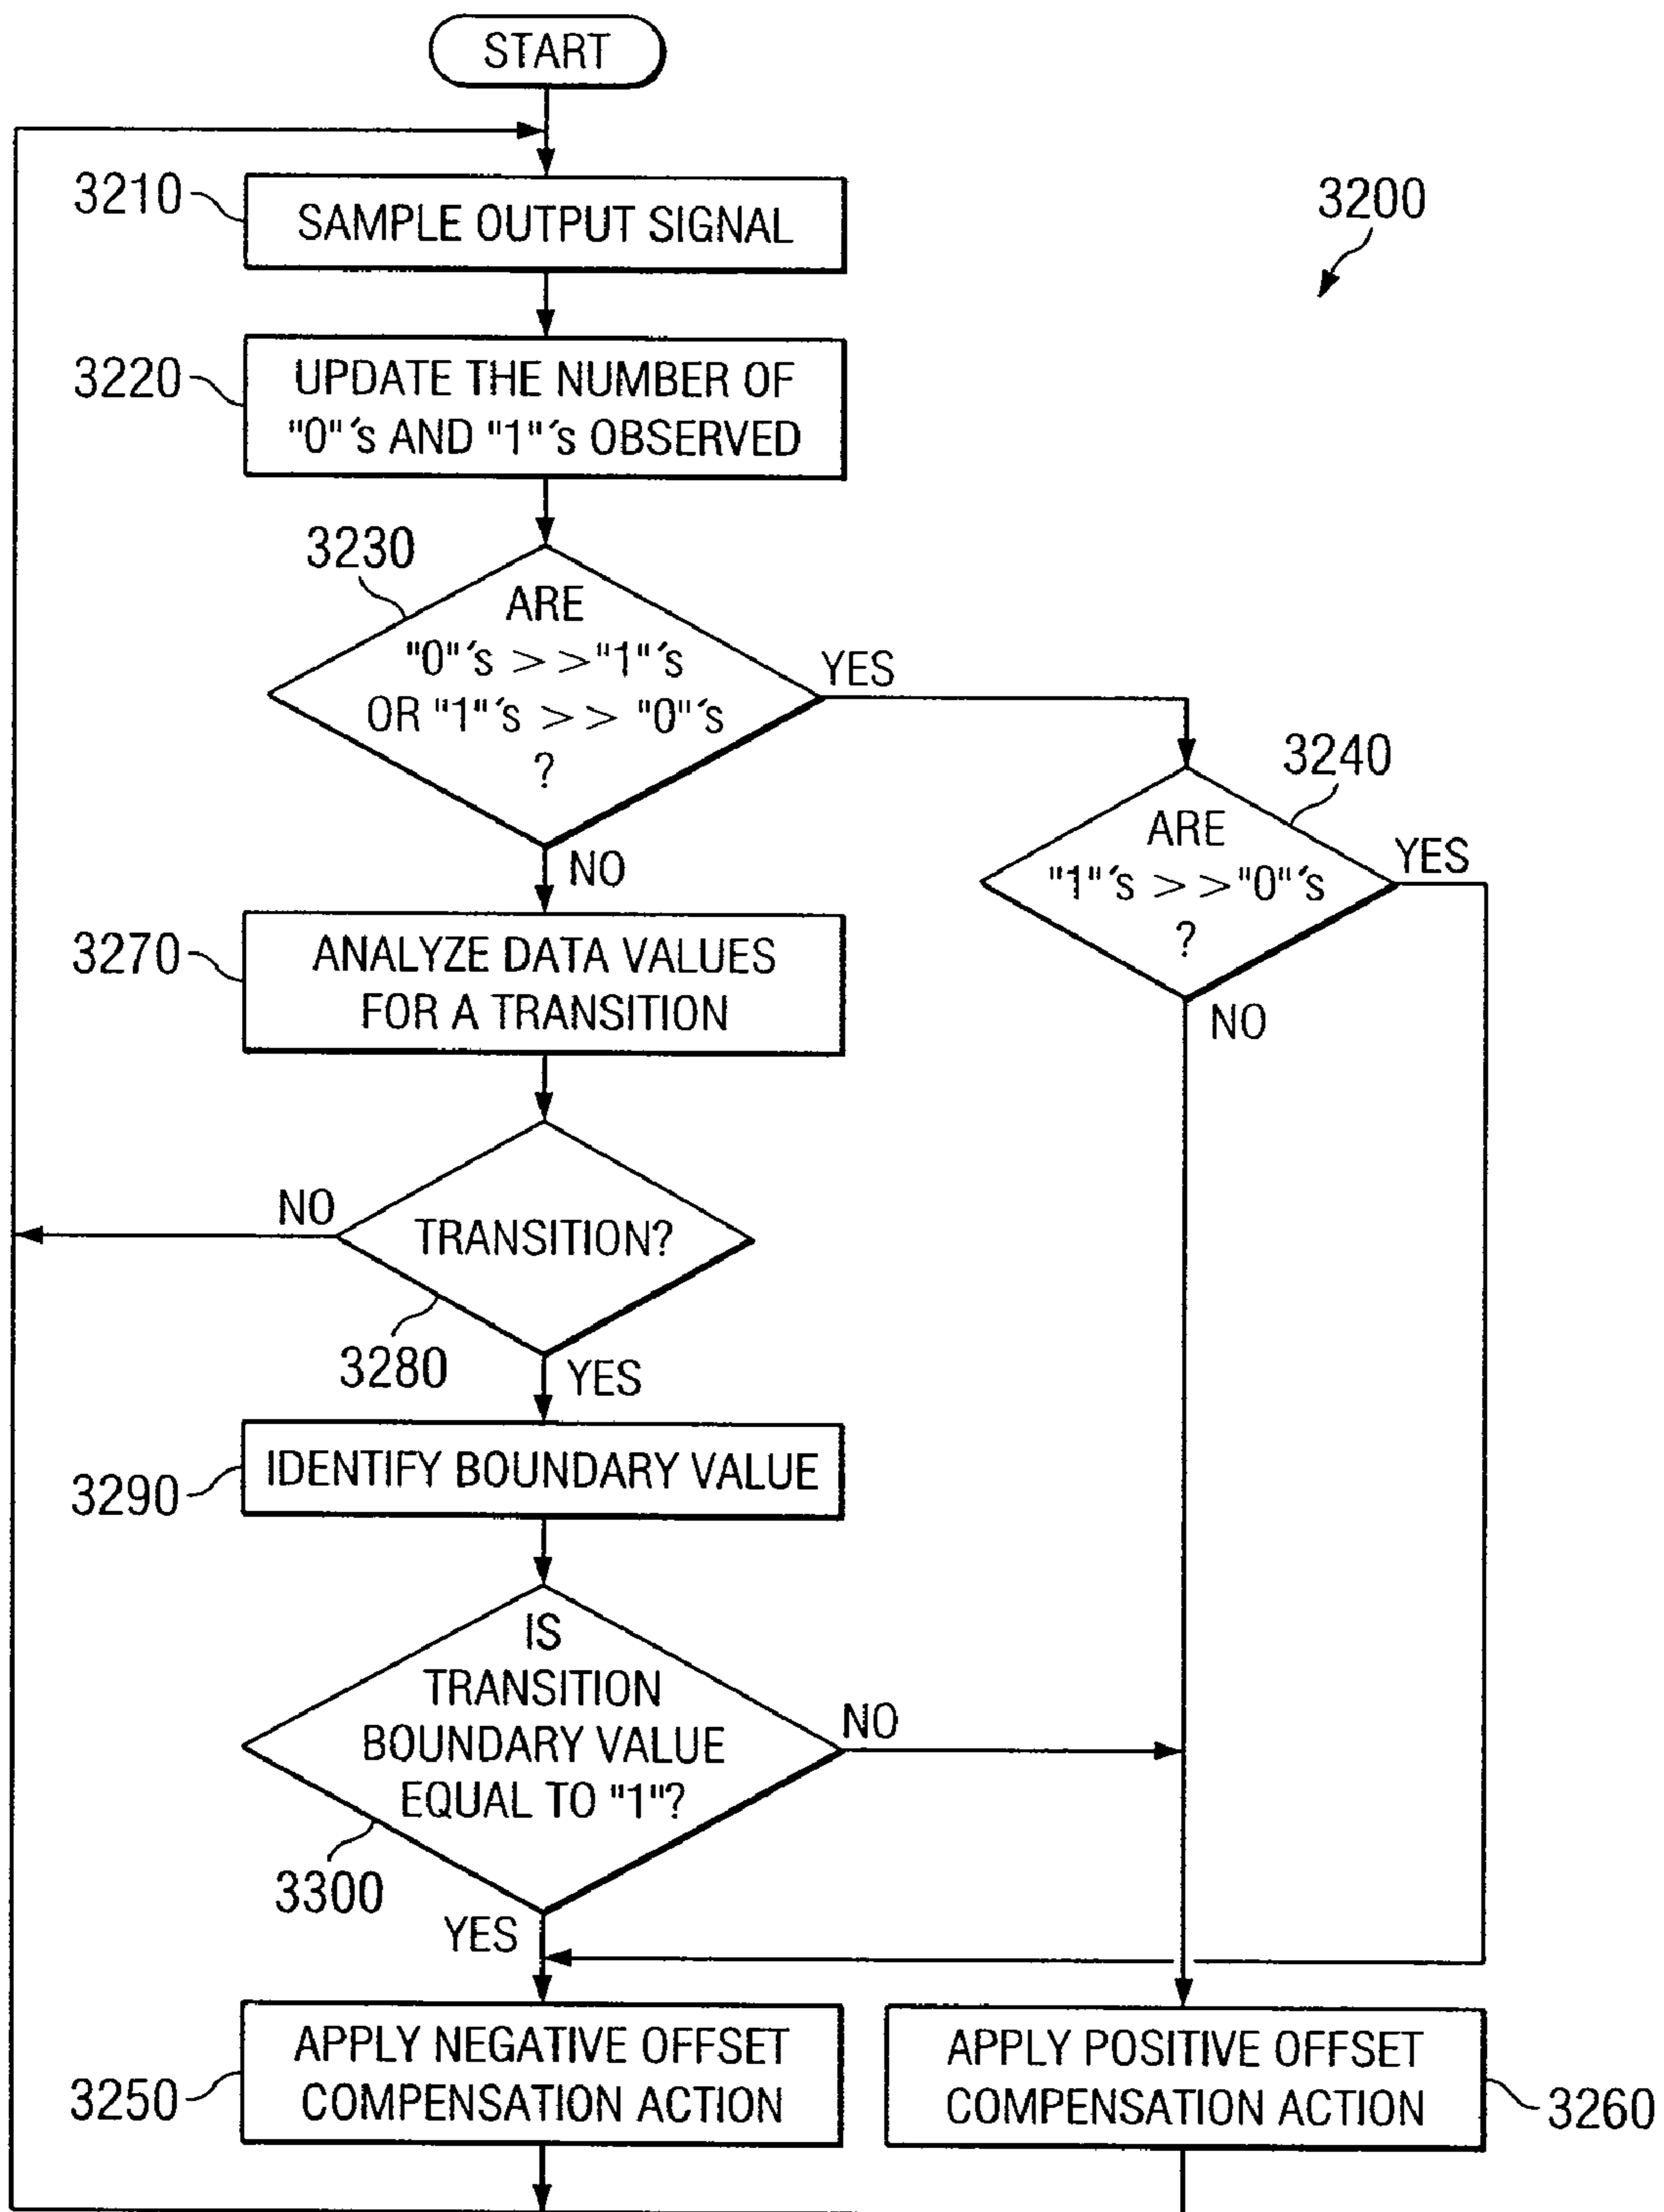 START
3200
3210
SAMPLE OUTPUT SIGNAL
3220
UPDATE THE NUMBER OF
"0"'s AND "1"'s OBSERVED
3230
ARE
"0"'s >> "1"'s
OR "1"'s >> "0"'s
?
YES
NO
3240
ARE
"1"'s >> "0"'s
?
YES
NO
3270
ANALYZE DATA VALUES
FOR A TRANSITION
NO
TRANSITION?
3280
YES
3290
IDENTIFY BOUNDARY VALUE
IS
TRANSITION
BOUNDARY VALUE
EQUAL TO "1"?
NO
3300
YES
3250
APPLY NEGATIVE OFFSET
COMPENSATION ACTION
APPLY POSITIVE OFFSET
COMPENSATION ACTION
3260